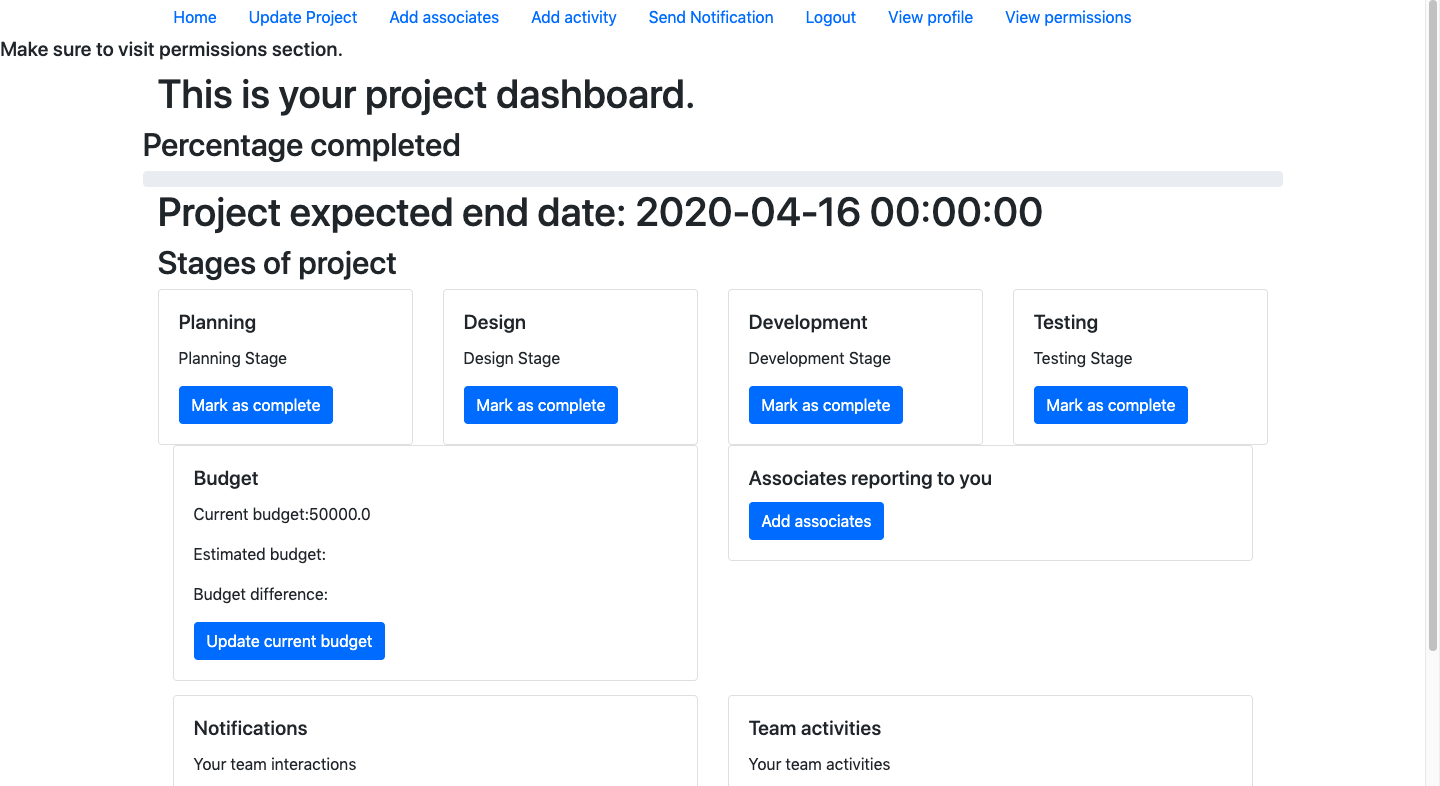 Home Update Project Add associates Add activity Send Notification Logout View profile View permissions
Make sure to visit permissions section.
This is your project dashboard.
Percentage completed
Project expected end date: 2020-04-16 00:00:00
Stages of project
Planning
Planning Stage
Mark as complete
Design
Design Stage
Mark as complete
Development
Development Stage
Mark as complete
Testing
Testing Stage
Mark as complete
Budget
Current budget:50000.0
Estimated budget:
Budget difference:
Update current budget
Associates reporting to you
Add associates
Notifications
Your team interactions
Team activities
Your team activities